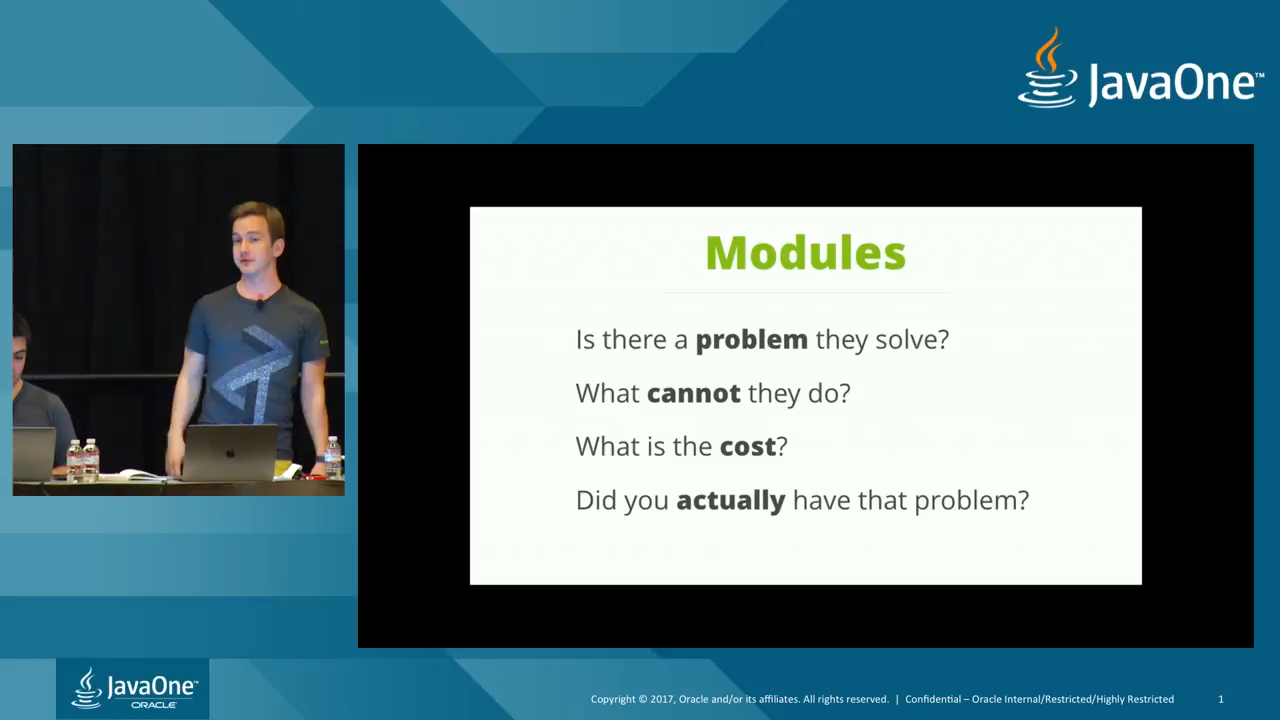 JavaOne™
Modules
Is there a problem they solve?
What cannot they do?
What is the cost?
Did you actually have that problem?
JavaOne™
ORACLE®
Copyright © 2017, Oracle and/or its affiliates. All rights reserved. | Confidential – Oracle Internal/Restricted/Highly Restricted 1